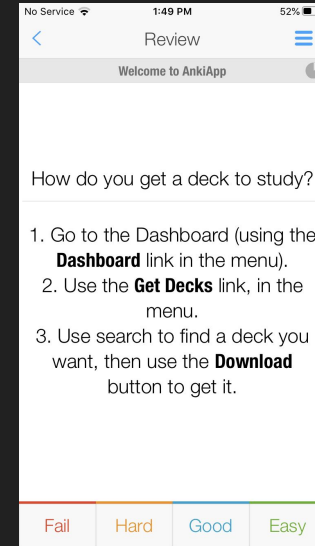 No Service 1:49 PM 52%
Review
Welcome to AnkiApp
How do you get a deck to study?
1. Go to the Dashboard (using the
Dashboard link in the menu).
2. Use the Get Decks link, in the
menu.
3. Use search to find a deck you
want, then use the Download
button to get it.
Fail Hard Good Easy